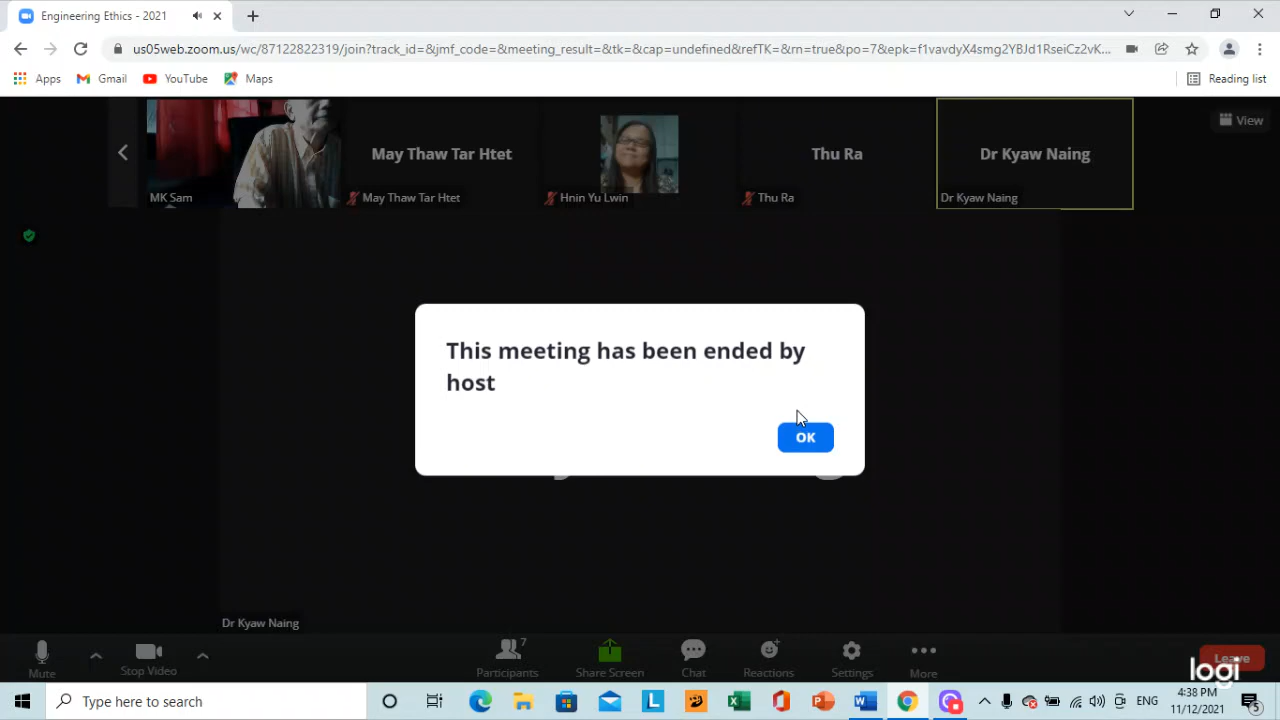 Engineering Ethics - 2021
us05web.zoom.us/wc/87122822319/join?track_id=&jmf_code=&meeting_result=&tk=&cap=undefined&refTK=&rn=true&po=7&epk=f1vavdyX4smg2YBJd1RseiCz2vK...
Apps Gmail YouTube Maps Reading list
View
May Thaw Tar Htet Thu Ra Dr Kyaw Naing
MK Sam May Thaw Tar Htet Hnin Yu Lwin Thu Ra Dr Kyaw Naing
This meeting has been ended by
host
OK
Dr Kyaw Naing
7
Mute Stop Video Participants Share Screen Chat Reactions Settings More Leave
logi
Type here to search
ENG
4:38 PM
11/12/2021
5